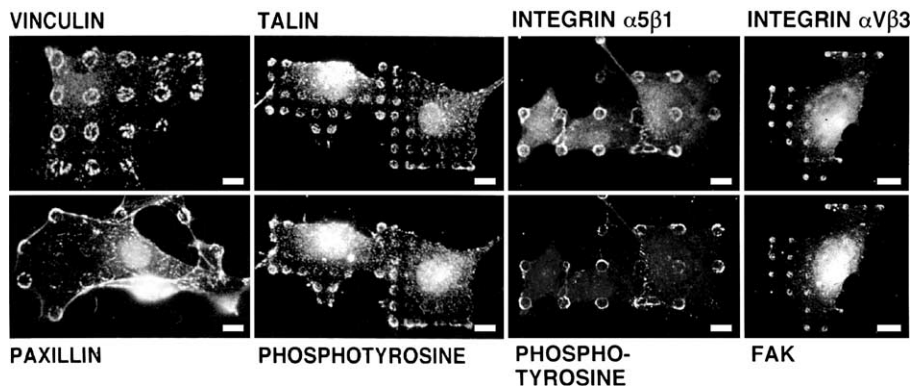 VINCULIN
TALIN
INTEGRIN α5β1
INTEGRIN αVβ3
PAXILLIN
PHOSPHOTYROSINE
PHOSPHO-
TYROSINE
FAK